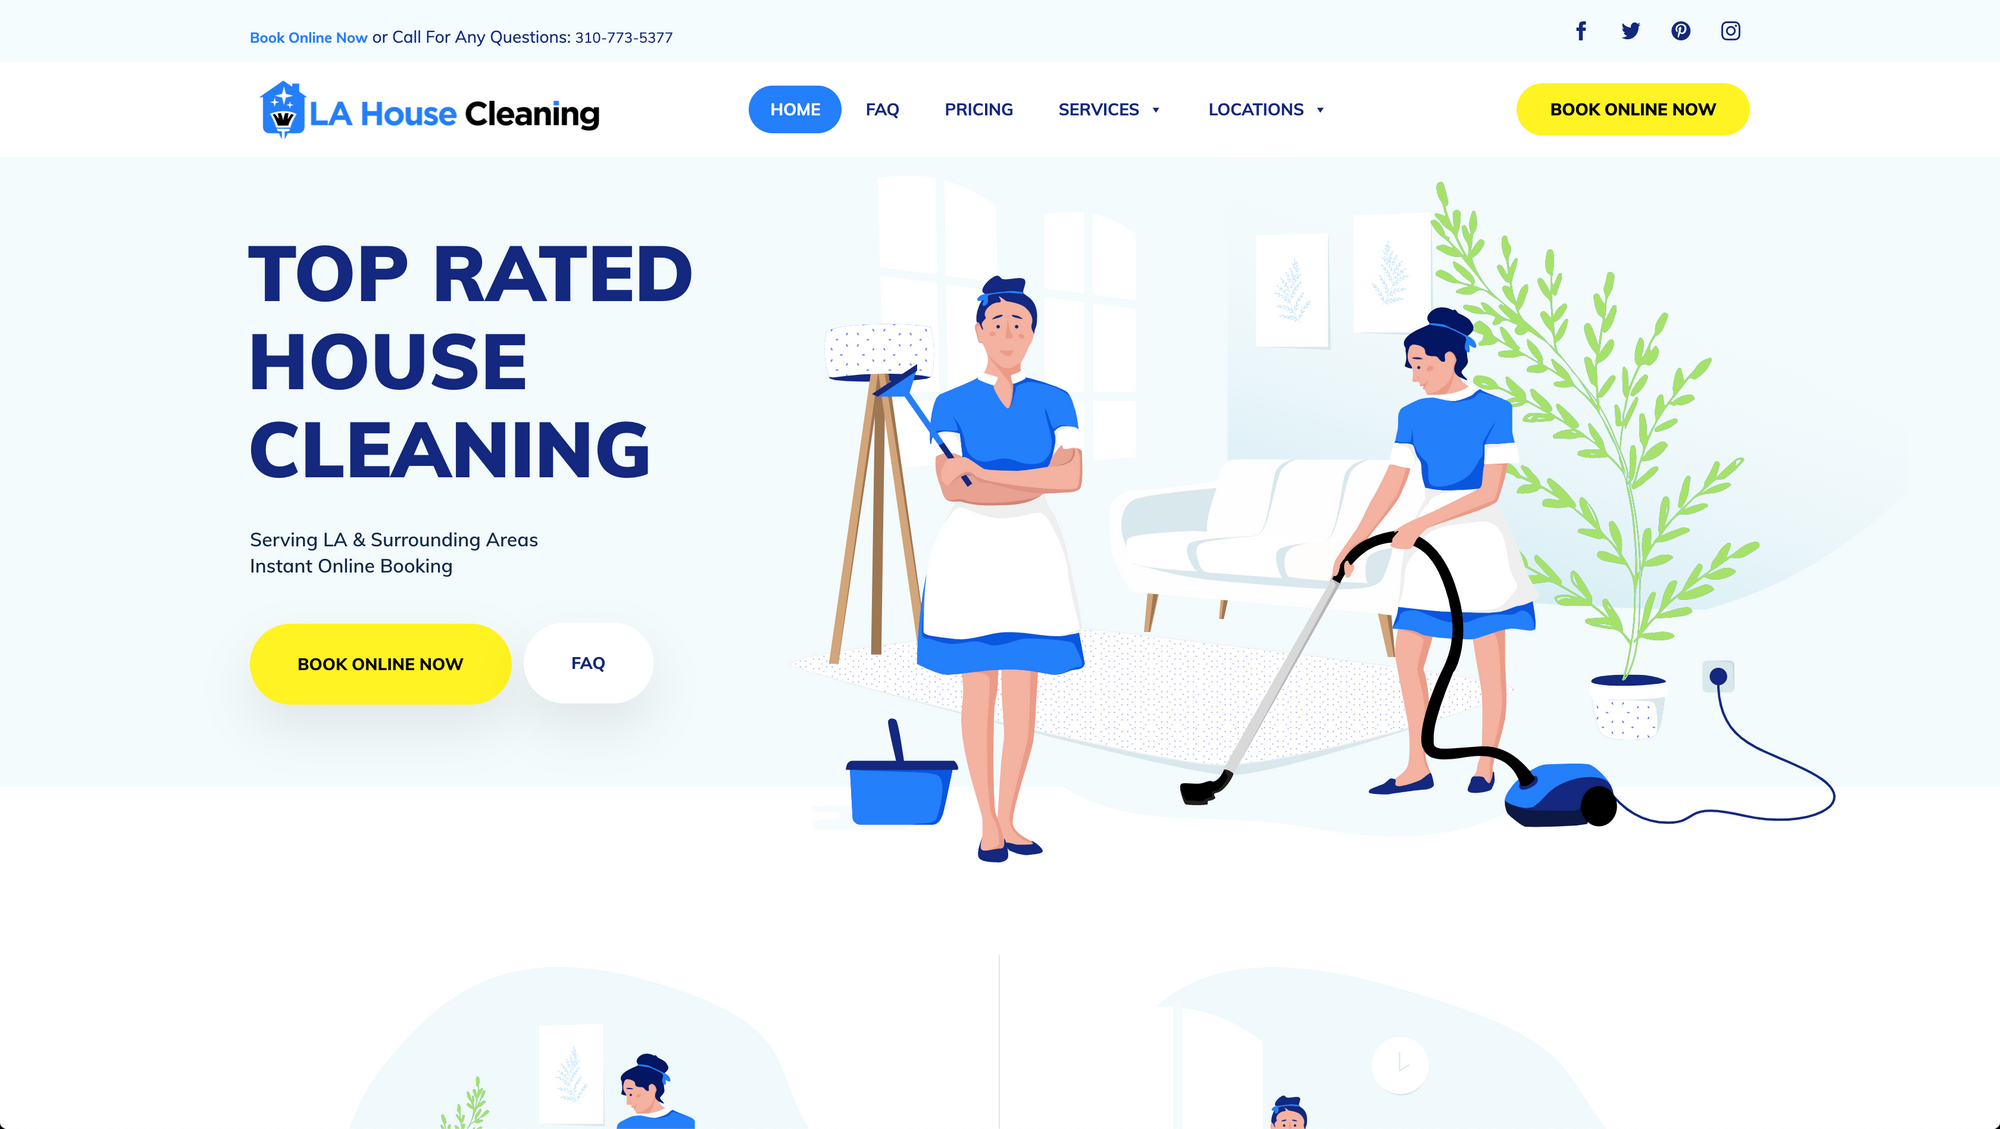 Book Online Now or Call For Any Questions: 310-773-5377
LA House Cleaning
HOME
FAQ
PRICING
SERVICES
LOCATIONS
BOOK ONLINE NOW
TOP RATED
HOUSE
CLEANING
Serving LA & Surrounding Areas
Instant Online Booking
BOOK ONLINE NOW
FAQ